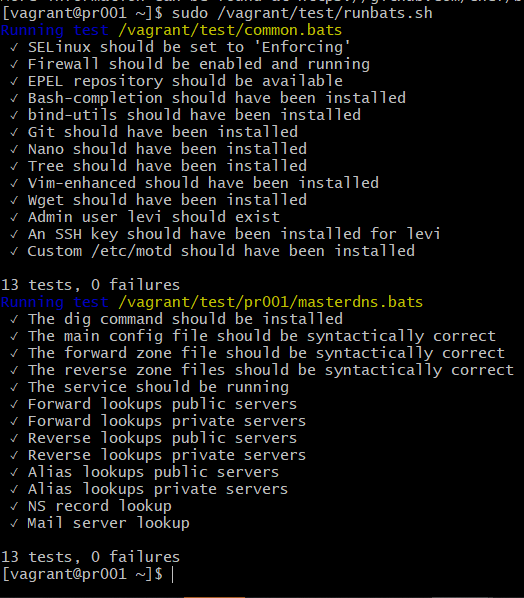 [vagrant@pr001 ~]$ sudo /vagrant/test/runbats.sh
Running test /vagrant/test/common.bats
✓ SELinux should be set to 'Enforcing'
✓ Firewall should be enabled and running
✓ EPEL repository should be available
✓ Bash-completion should have been installed
✓ bind-utils should have been installed
✓ Git should have been installed
✓ Nano should have been installed
✓ Tree should have been installed
✓ Vim-enhanced should have been installed
✓ Wget should have been installed
✓ Admin user levi should exist
✓ An SSH key should have been installed for levi
✓ Custom /etc/motd should have been installed
13 tests, 0 failures
Running test /vagrant/test/pr001/masterdns.bats
✓ The dig command should be installed
✓ The main config file should be syntactically correct
✓ The forward zone file should be syntactically correct
✓ The reverse zone files should be syntactically correct
✓ The service should be running
✓ Forward lookups public servers
✓ Forward lookups private servers
✓ Reverse lookups public servers
✓ Reverse lookups private servers
✓ Alias lookups public servers
✓ Alias lookups private servers
✓ NS record lookup
✓ Mail server lookup
13 tests, 0 failures
[vagrant@pr001 ~]$